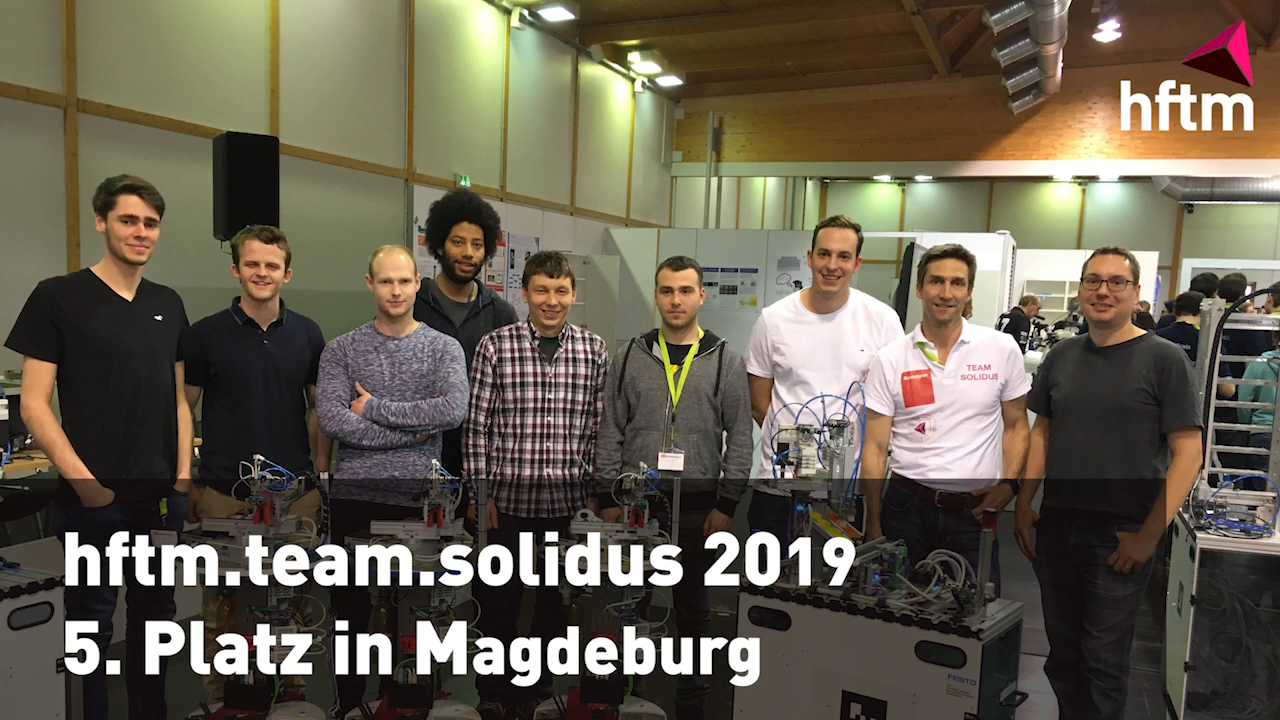 hftm
TEAM
SOLIDUS
hftm.team.solidus 2019
5. Platz in Magdeburg
FESTO